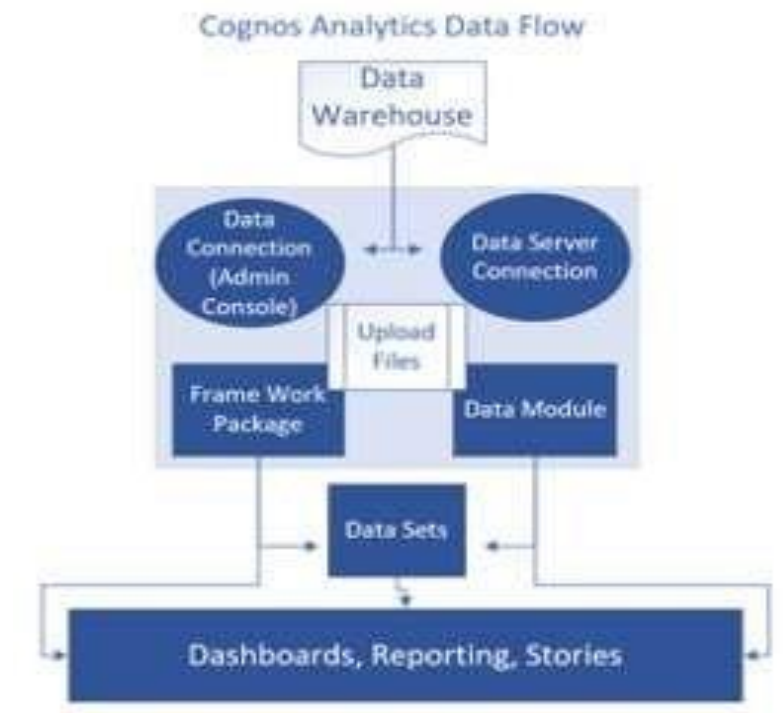 Cognos Analytics Data Flow
Data
Warehouse
Data
Connection
(Admin
Console)
Data Server
Connection
Upload
Files
Frame Work
Package
Data Module
Data Sets
Dashboards, Reporting, Stories